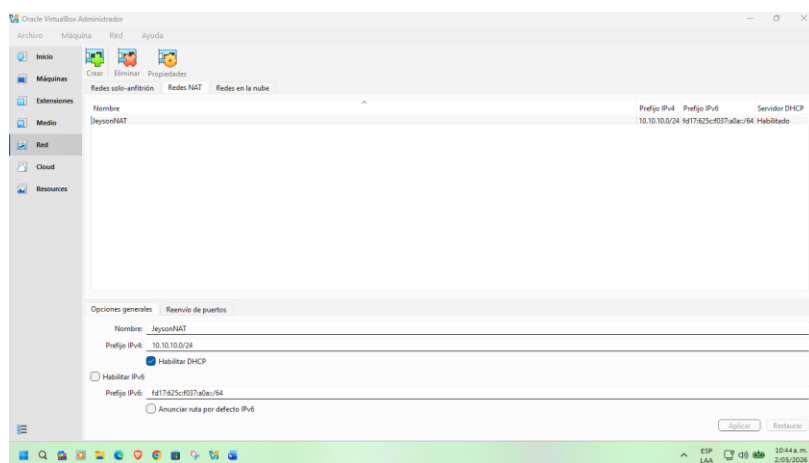 Oracle VirtualBox Administrador
Archivo Máquina Red Ayuda
Inicio
Máquinas
Extensiones
Medio
Red
Cloud
Resources
Crear Eliminar Propiedades
Redes solo-anfitrión Redes NAT Redes en la nube
Nombre Prefijo IPv4 Prefijo IPv6 Servidor DHCP
JeysonNAT 10.10.10.0/24 fd17:625c:f037:a0a::/64 Habilitado
Opciones generales Reenvío de puertos
Nombre: JeysonNAT
Prefijo IPv4: 10.10.10.0/24
Habilitar DHCP
Habilitar IPv6
Prefijo IPv6: fd17:625c:f037:a0a::/64
Anunciar ruta por defecto IPv6
Aplicar Restaurar
ESP
LAA
10:44 a.m.
2/05/2026